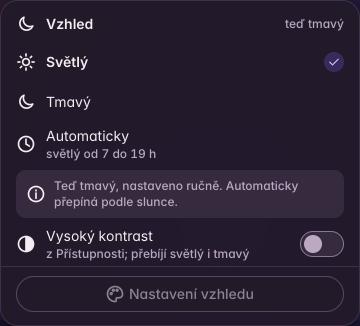 Vzhled
teď tmavý
Světlý
Tmavý
Automaticky
světlý od 7 do 19 h
Teď tmavý, nastaveno ručně. Automaticky
přepíná podle slunce.
Vysoký kontrast
z Přístupnosti; přebíjí světlý i tmavý
Nastavení vzhledu